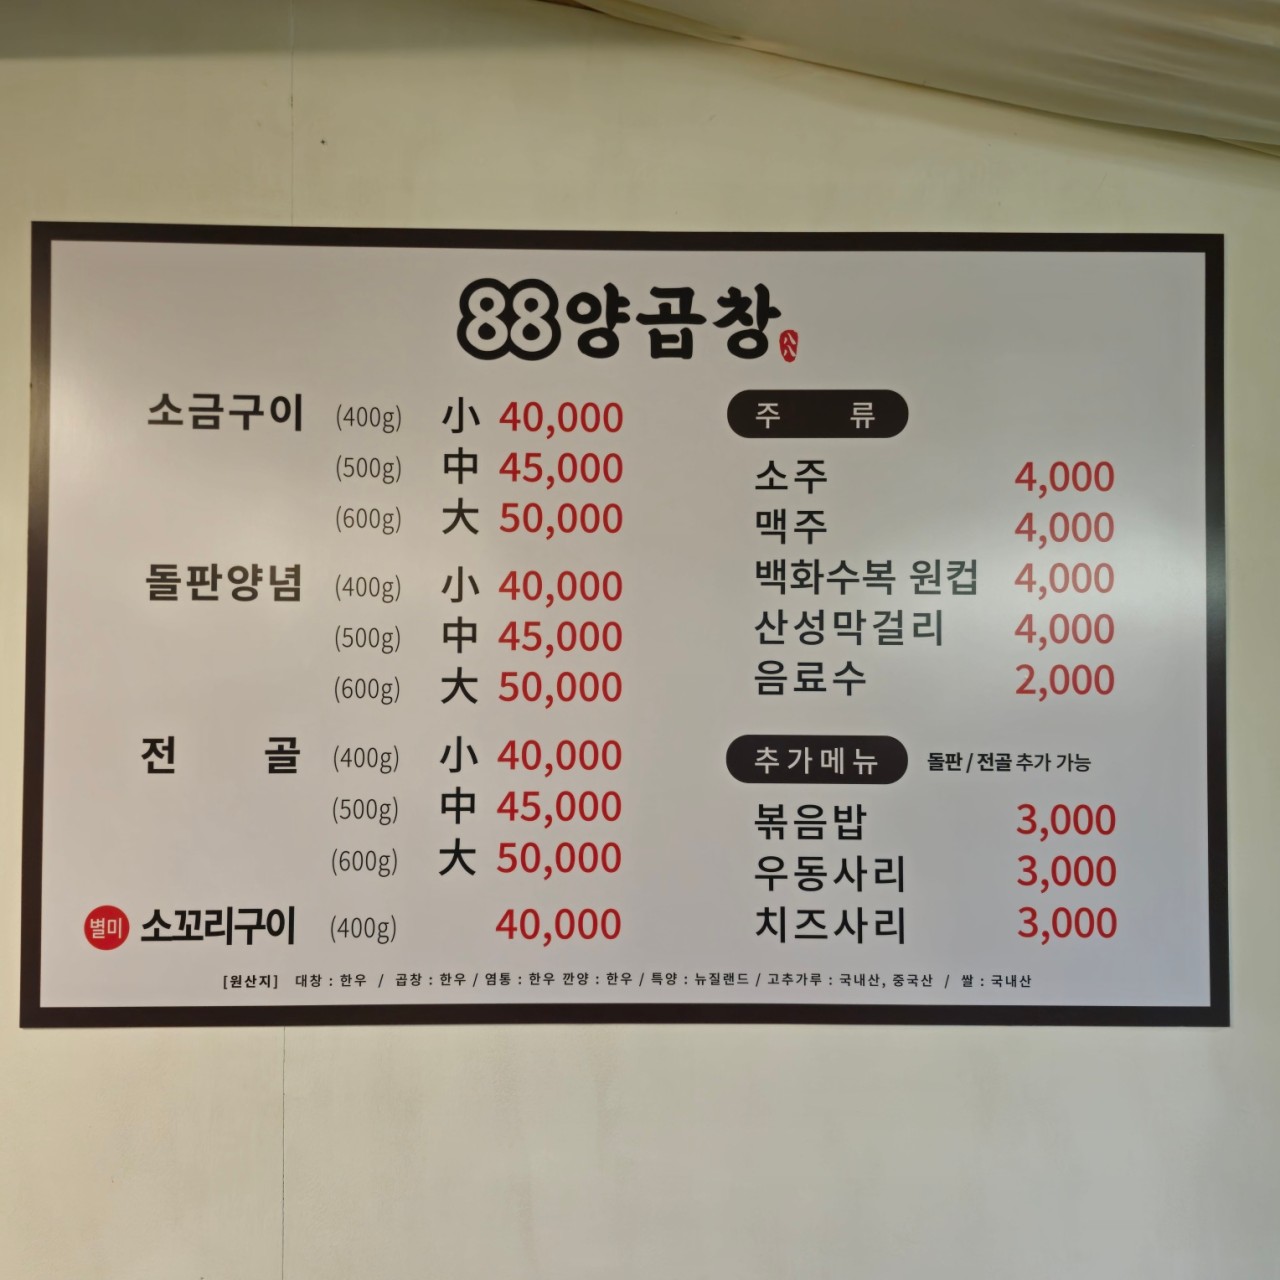 88양곱창
소금구이 (400g) 小 40,000
(500g) 中 45,000
(600g) 大 50,000
돌판양념 (400g) 小 40,000
(500g) 中 45,000
(600g) 大 50,000
전 골 (400g) 小 40,000
(500g) 中 45,000
(600g) 大 50,000
별미 소꼬리구이 (400g) 40,000
주 류
소주 4,000
맥주 4,000
백화수복 원컵 4,000
산성막걸리 4,000
음료수 2,000
추가메뉴 돌판 / 전골 추가 가능
볶음밥 3,000
우동사리 3,000
치즈사리 3,000
[원산지] 대창 : 한우 / 곱창 : 한우 / 염통 : 한우 깐양 : 한우 / 특양 : 뉴질랜드 / 고추가루 : 국내산, 중국산 / 쌀 : 국내산